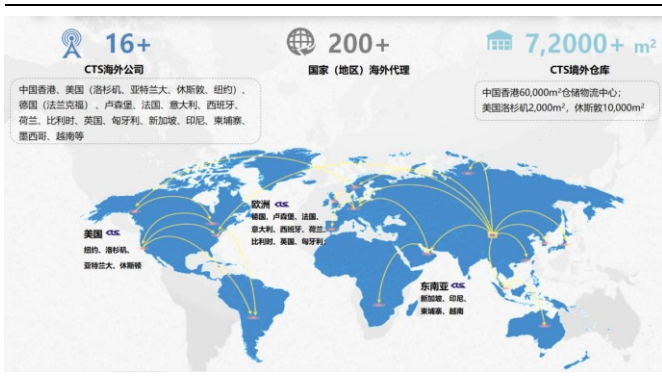 16+
CTS海外公司
中国香港、美国（洛杉矶、亚特兰大、休斯敦、纽约）、
德国（法兰克福）、卢森堡、法国、意大利、西班牙、
荷兰、比利时、英国、匈牙利、新加坡、印尼、柬埔寨、
墨西哥、越南等
200+
国家（地区）海外代理
7,2000+ m²
CTS境外仓库
中国香港60,000m²仓储物流中心；
美国洛杉矶2,000m²，休斯敦10,000m²
欧洲 CTS
德国、卢森堡、法国、
意大利、西班牙、荷兰、
比利时、英国、匈牙利；
美国 CTS
纽约、洛杉矶、
亚特兰大、休斯顿
东南亚 CTS
新加坡、印尼、
柬埔寨、越南